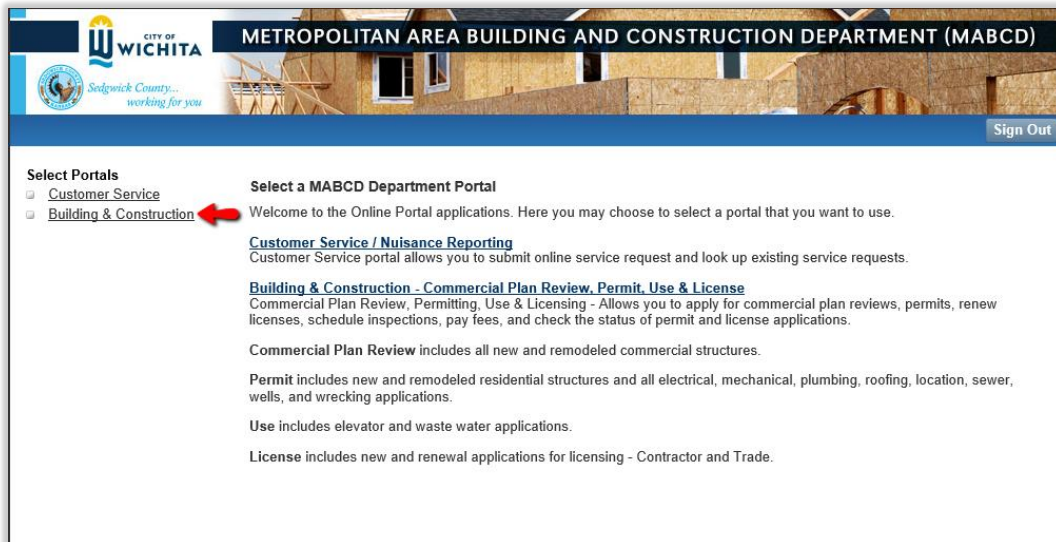 CITY OF
WICHITA
Sedgwick County...
working for you
METROPOLITAN AREA BUILDING AND CONSTRUCTION DEPARTMENT (MABCD)
Sign Out
Select Portals
Customer Service
Building & Construction
Select a MABCD Department Portal
Welcome to the Online Portal applications. Here you may choose to select a portal that you want to use.
Customer Service / Nuisance Reporting
Customer Service portal allows you to submit online service request and look up existing service requests.
Building & Construction - Commercial Plan Review, Permit, Use & License
Commercial Plan Review, Permitting, Use & Licensing - Allows you to apply for commercial plan reviews, permits, renew
licenses, schedule inspections, pay fees, and check the status of permit and license applications.
Commercial Plan Review includes all new and remodeled commercial structures.
Permit includes new and remodeled residential structures and all electrical, mechanical, plumbing, roofing, location, sewer,
wells, and wrecking applications.
Use includes elevator and waste water applications.
License includes new and renewal applications for licensing - Contractor and Trade.